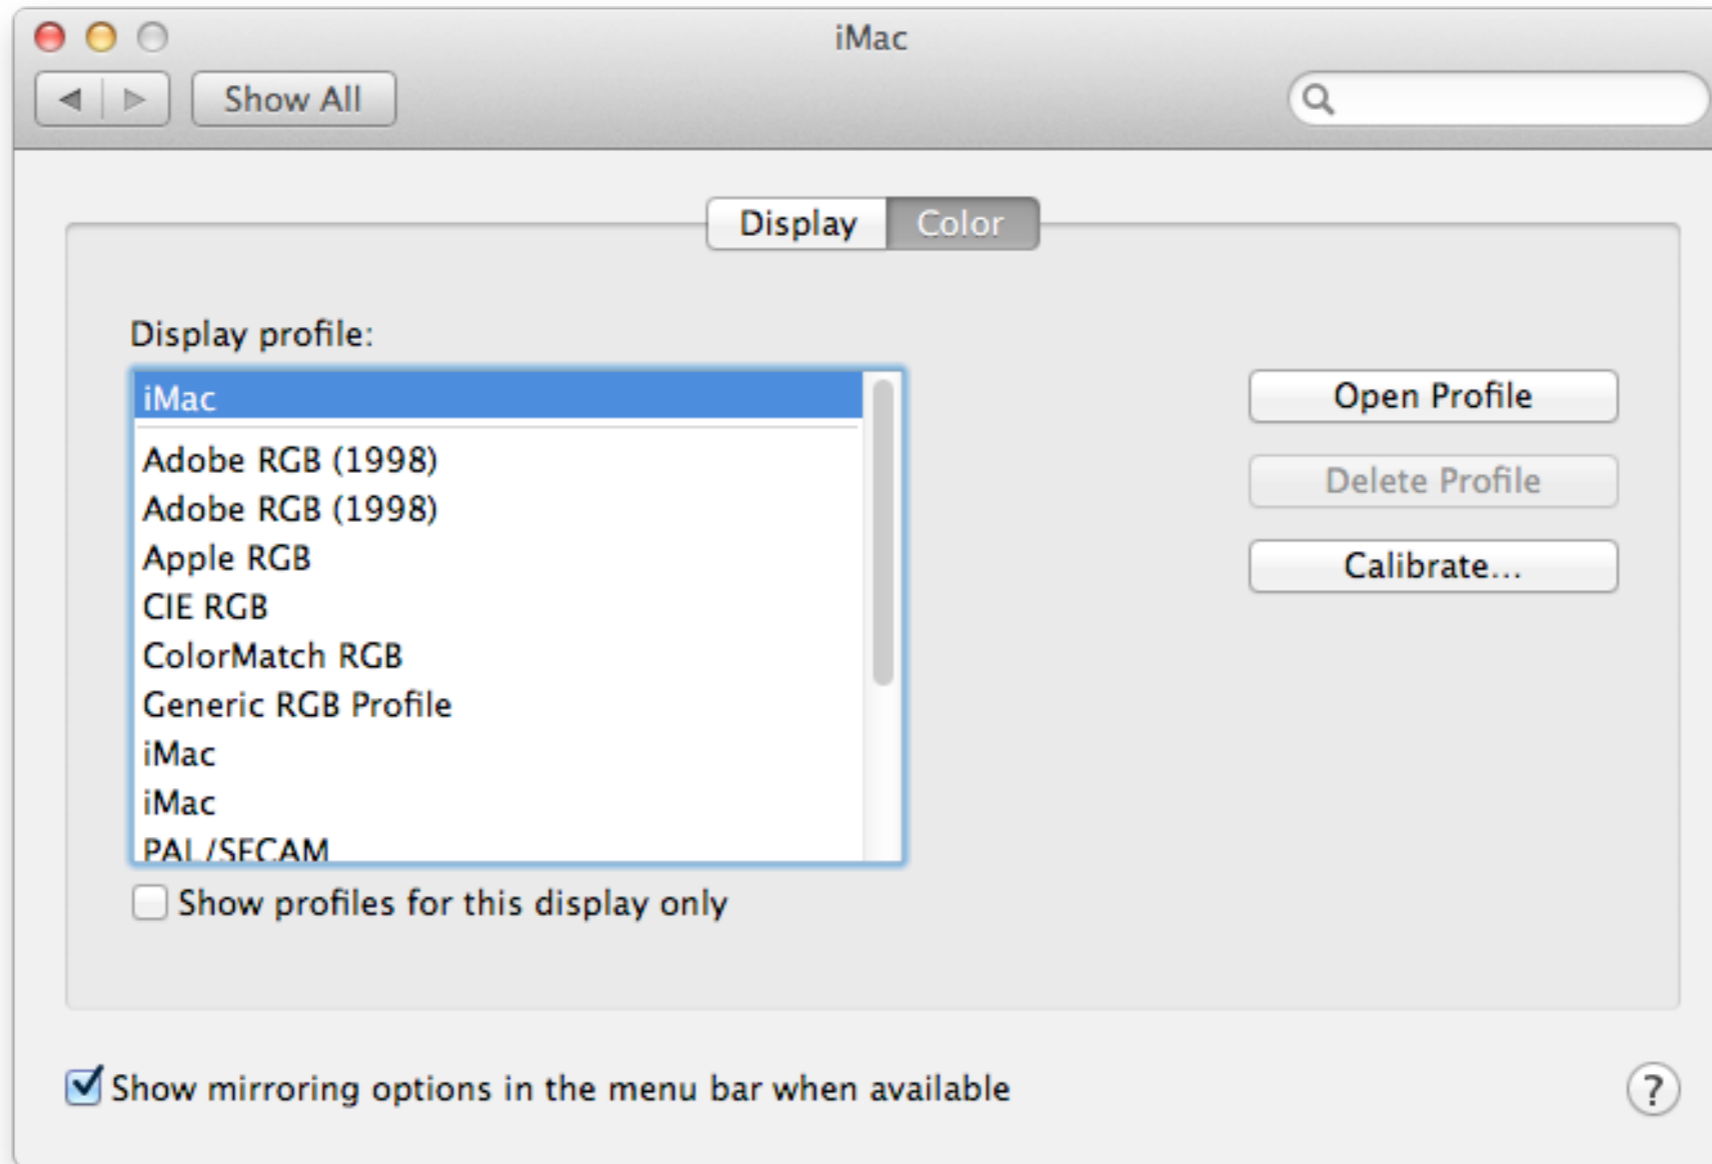 iMac
Show All
Display Color
Display profile:
iMac
Adobe RGB (1998)
Adobe RGB (1998)
Apple RGB
CIE RGB
ColorMatch RGB
Generic RGB Profile
iMac
iMac
PAL/SECAM
Open Profile
Delete Profile
Calibrate...
Show profiles for this display only
Show mirroring options in the menu bar when available
?